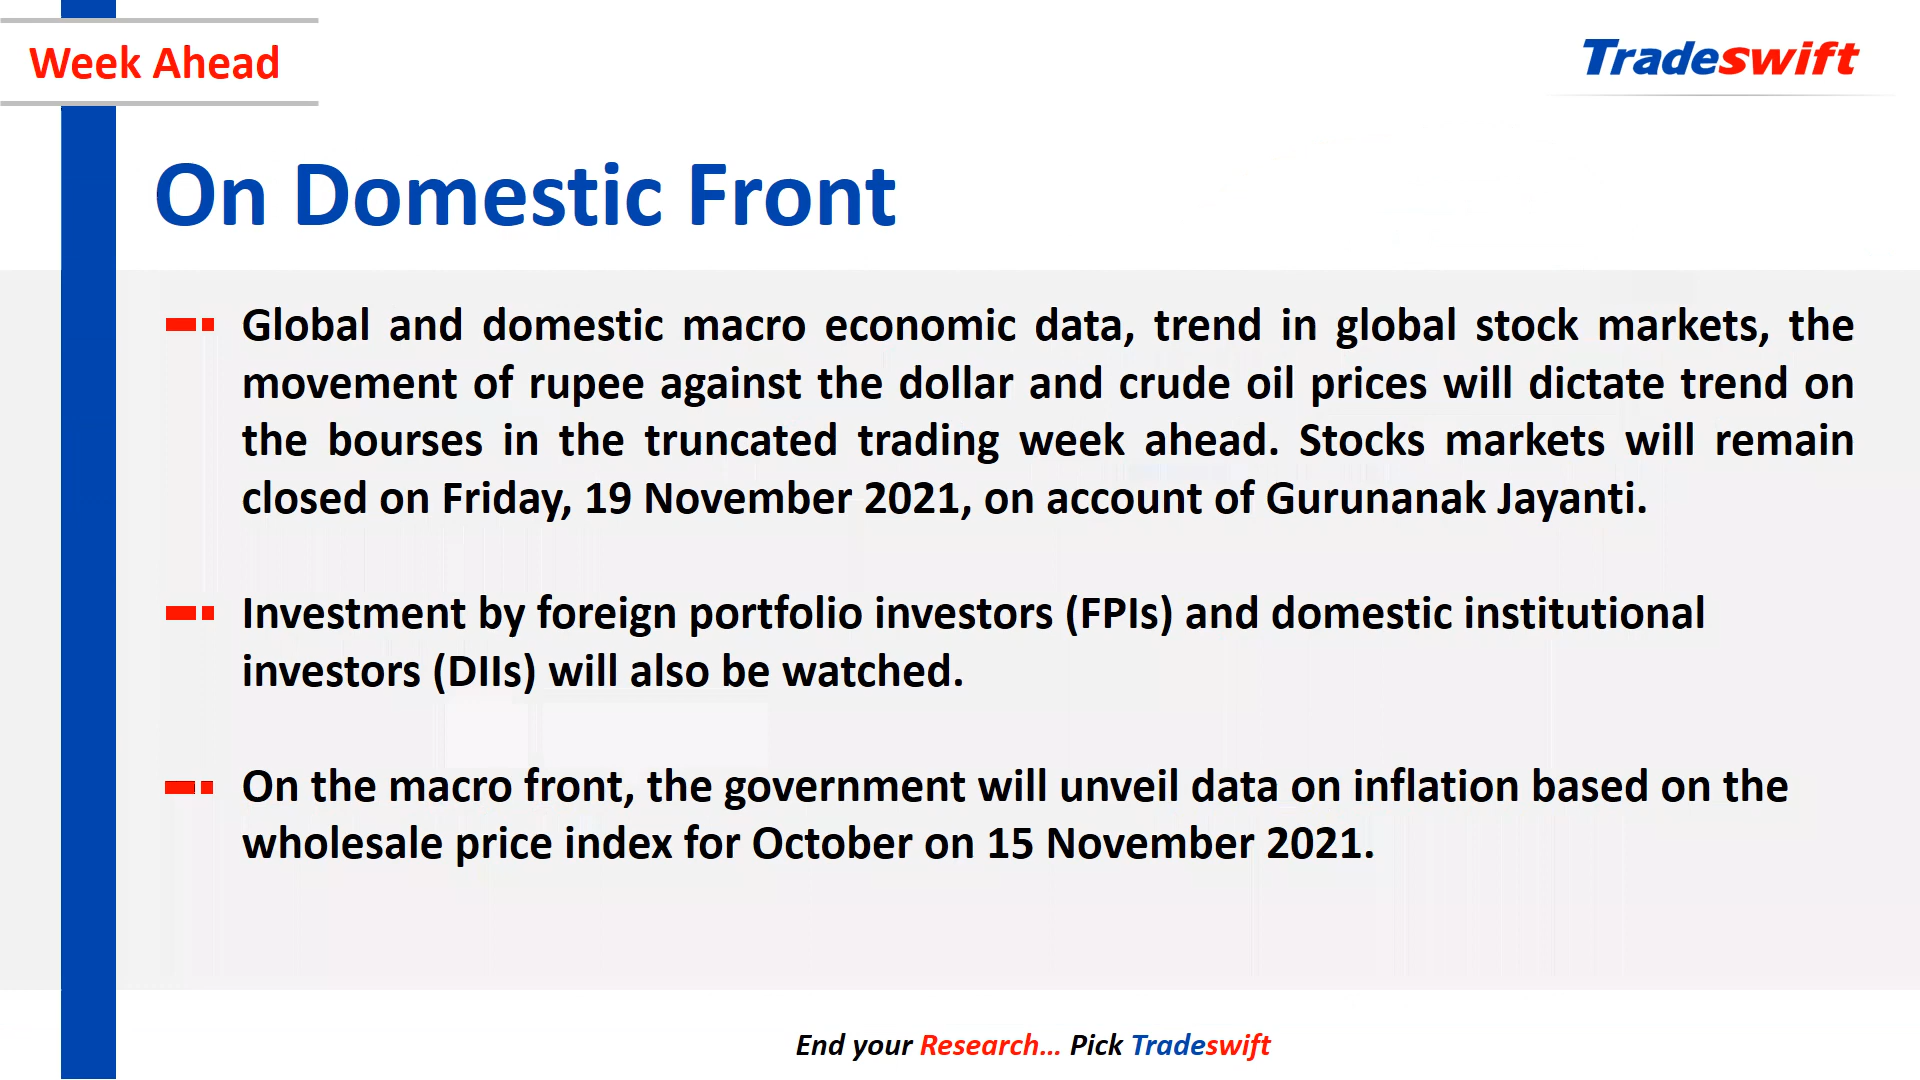 Week Ahead
Tradeswift
On Domestic Front
Global and domestic macro economic data, trend in global stock markets, the
movement of rupee against the dollar and crude oil prices will dictate trend on
the bourses in the truncated trading week ahead. Stocks markets will remain
closed on Friday, 19 November 2021, on account of Gurunanak Jayanti.
Investment by foreign portfolio investors (FPIs) and domestic institutional
investors (DIIs) will also be watched.
On the macro front, the government will unveil data on inflation based on the
wholesale price index for October on 15 November 2021.
End your Research... Pick Tradeswift